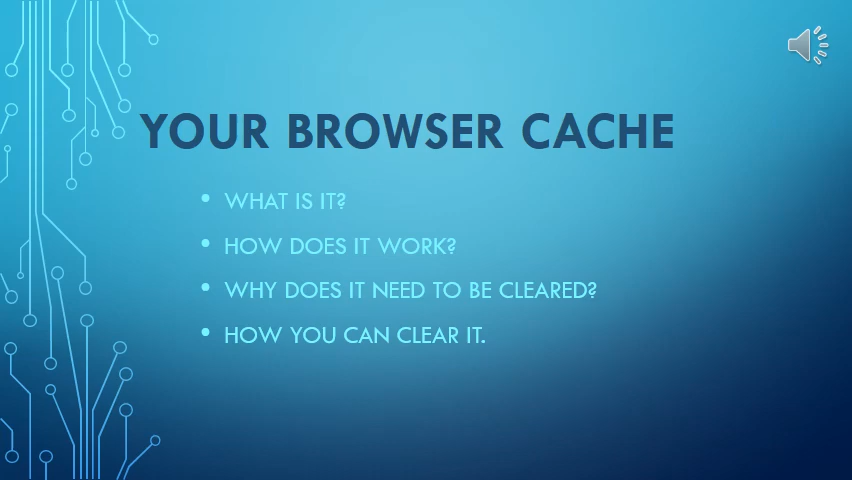 YOUR BROWSER CACHE
• WHAT IS IT?
• HOW DOES IT WORK?
• WHY DOES IT NEED TO BE CLEARED?
• HOW YOU CAN CLEAR IT.